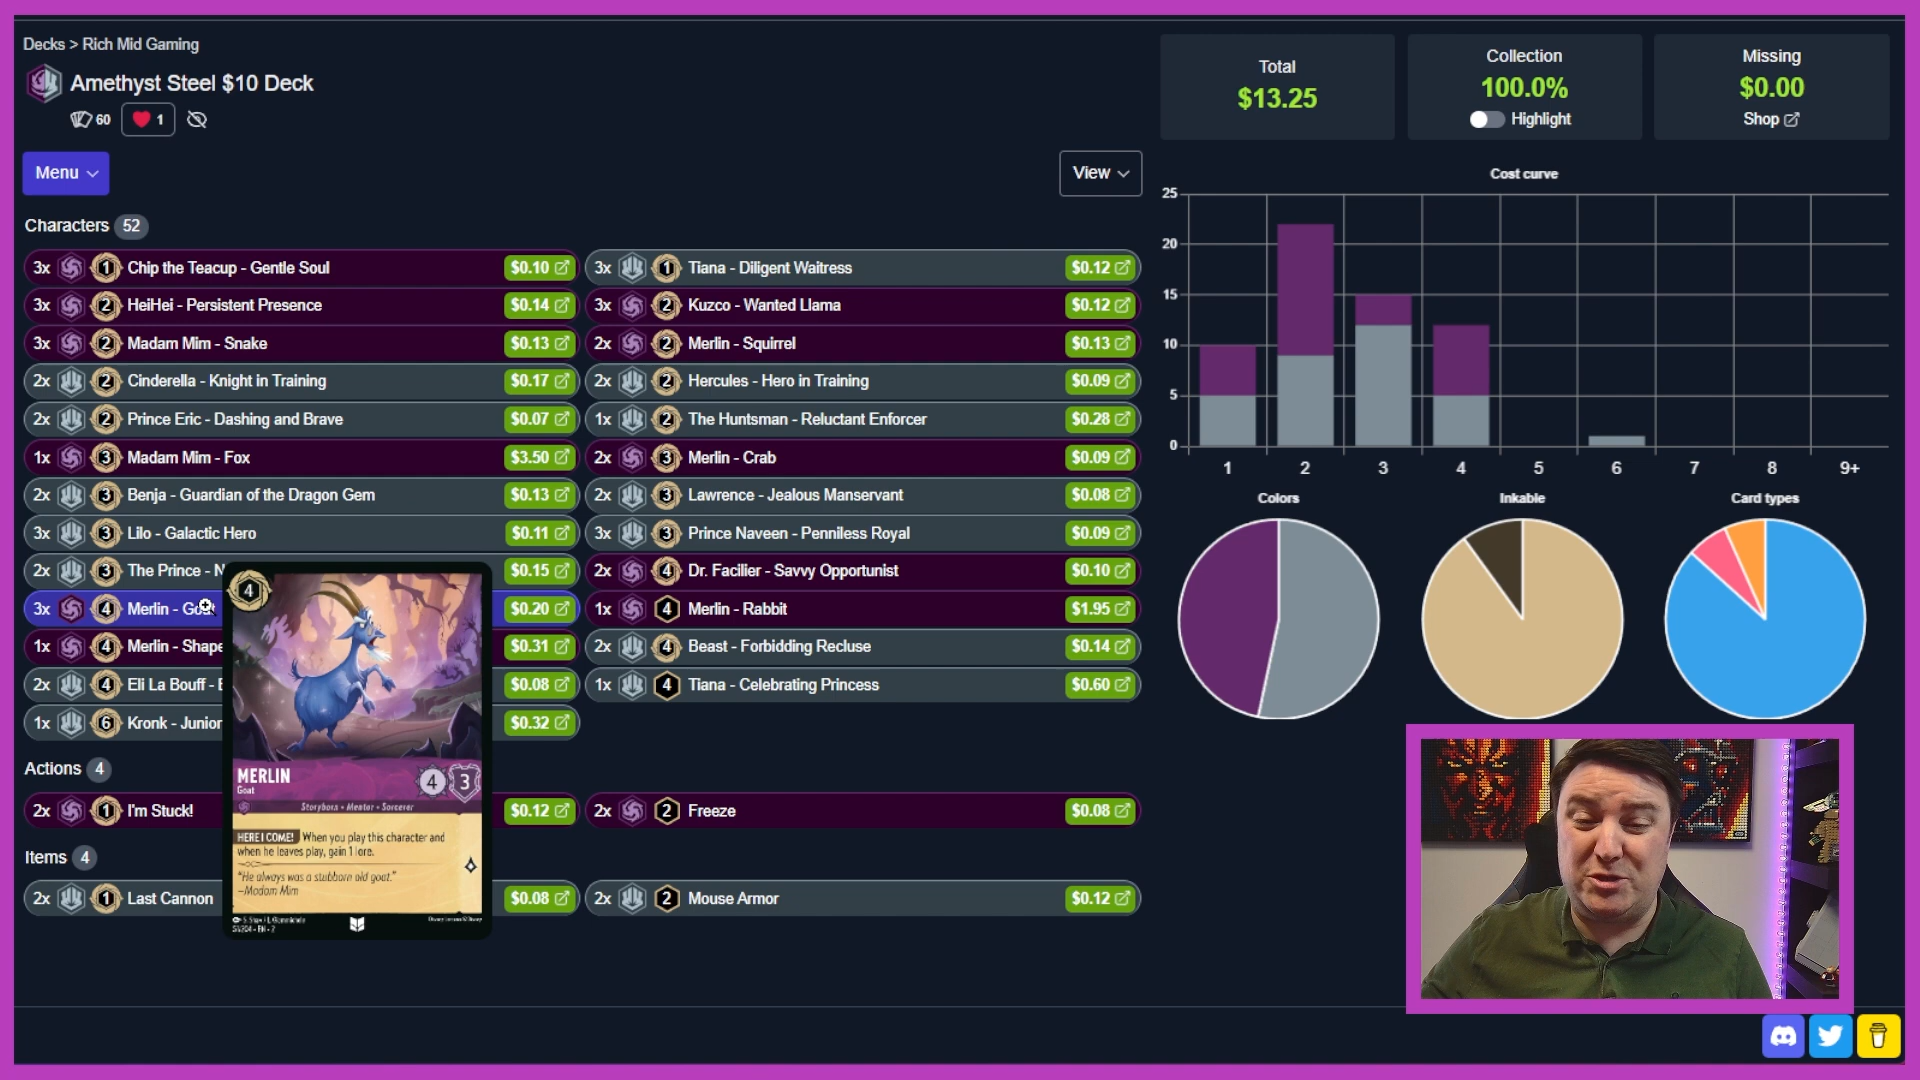 Decks > Rich Mid Gaming
Amethyst Steel $10 Deck
60
1
Total
$13.25
Collection
100.0%
Highlight
Missing
$0.00
Shop
Menu
View
Characters 52
3x 1 Chip the Teacup - Gentle Soul $0.10
3x 1 Tiana - Diligent Waitress $0.12
3x 2 HeiHei - Persistent Presence $0.14
3x 2 Kuzco - Wanted Llama $0.12
3x 2 Madam Mim - Snake $0.13
2x 2 Merlin - Squirrel $0.13
2x 2 Cinderella - Knight in Training $0.17
2x 2 Hercules - Hero in Training $0.09
2x 2 Prince Eric - Dashing and Brave $0.07
1x 2 The Huntsman - Reluctant Enforcer $0.28
1x 3 Madam Mim - Fox $3.50
2x 3 Merlin - Crab $0.09
2x 3 Benja - Guardian of the Dragon Gem $0.13
2x 3 Lawrence - Jealous Manservant $0.08
3x 3 Lilo - Galactic Hero $0.11
3x 3 Prince Naveen - Penniless Royal $0.09
2x 3 The Prince - N $0.15
2x 4 Dr. Facilier - Savvy Opportunist $0.10
3x 4 Merlin - Goat $0.20
1x 4 Merlin - Rabbit $1.95
1x 4 Merlin - Shape $0.31
2x 4 Beast - Forbidding Recluse $0.14
2x 4 Eli La Bouff - $0.08
1x 4 Tiana - Celebrating Princess $0.60
1x 6 Kronk - Junior $0.32
Actions 4
2x 1 I'm Stuck! $0.12
2x 2 Freeze $0.08
Items 4
2x 1 Last Cannon $0.08
2x 2 Mouse Armor $0.12
4
MERLIN
Goat
4 3
Storyborn • Mentor • Sorcerer
HERE I COME! When you play this character and
when he leaves play, gain 1 lore.
"He always was a stubborn old goat."
–Madam Mim
Cost curve
25
20
15
10
5
0
1 2 3 4 5 6 7 8 9+
Colors
Inkable
Card types